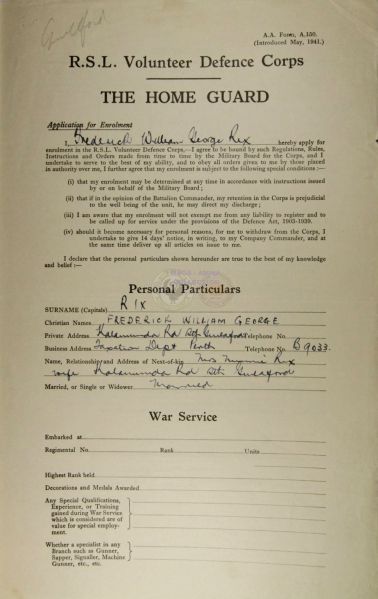 Guildford
A.A. Form, A.150.
(Introduced May, 1941.)
R.S.L. Volunteer Defence Corps
THE HOME GUARD
Application for Enrolment
I, Frederick William George Rix hereby apply for
enrolment in the R.S.L. Volunteer Defence Corps,—I agree to be bound by such Regulations, Rules,
Instructions and Orders made from time to time by the Military Board for the Corps, and I
undertake to serve to the best of my ability, and to obey all orders given to me by those placed
in authority over me, I further agree that my enrolment is subject to the following special conditions :—
(i) that my enrolment may be determined at any time in accordance with instructions issued
by or on behalf of the Military Board ;
(ii) that if in the opinion of the Battalion Commander, my retention in the Corps is prejudicial
to the well being of the unit, he may direct my discharge ;
(iii) I am aware that my enrolment will not exempt me from any liability to register and to
be called up for service under the provisions of the Defence Act, 1903-1939.
(iv) should it become necessary for personal reasons, for me to withdraw from the Corps, I
undertake to give 14 days' notice, in writing, to my Company Commander, and at
the same time deliver up all articles on issue to me.
I declare that the personal particulars shown hereunder are true to the best of my knowledge
and belief :—
Personal Particulars
SURNAME (Capitals) RIX
Christian Names FREDERICK WILLIAM GEORGE
Private Address Kalamunda Rd Sth Guildford Telephone No.
Business Address Taxation Dept Perth Telephone No. B9033.
Name, Relationship and Address of Next-of-kin Mrs Rix
wife Kalamunda Rd Sth Guildford
Married, or Single or Widower Married
War Service
Embarked at
Regimental No. Rank Units
Highest Rank held
Decorations and Medals Awarded
Any Special Qualifications,
Experience, or Training
gained during War Service
which is considered are of
value for special employ-
ment.
Whether a specialist in any
Branch such as Gunner,
Sapper, Signaller, Machine
Gunner, etc., etc.